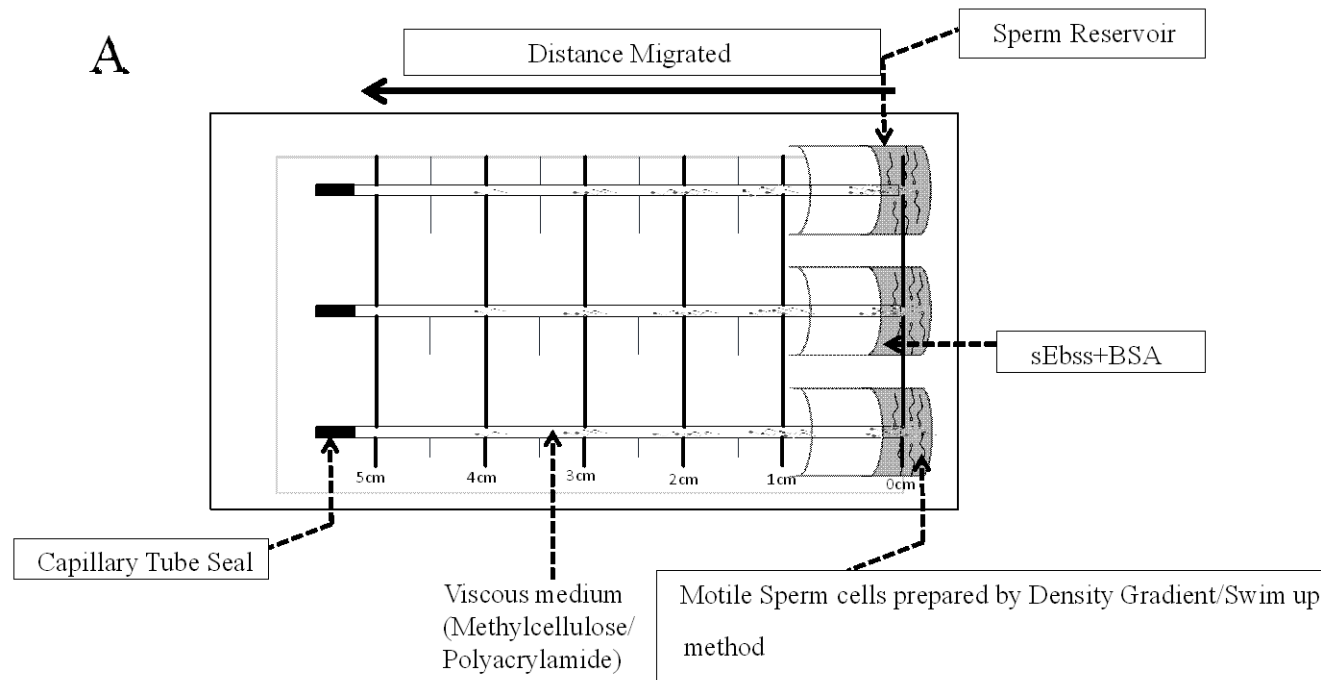 A
Distance Migrated
Sperm Reservoir
sEbss+BSA
5cm
4cm
3cm
2cm
1cm
0cm
Capillary Tube Seal
Viscous medium
(Methylcellulose/
Polyacrylamide)
Motile Sperm cells prepared by Density Gradient/Swim up
method